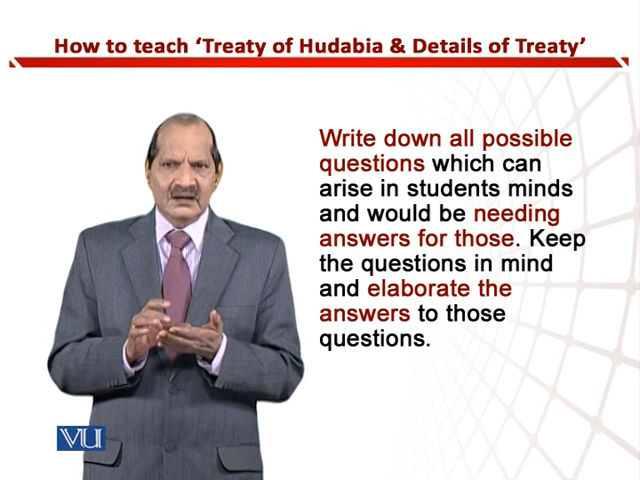 How to teach ‘Treaty of Hudabia & Details of Treaty’
Write down all possible
questions which can
arise in students minds
and would be needing
answers for those. Keep
the questions in mind
and elaborate the
answers to those
questions.
VU